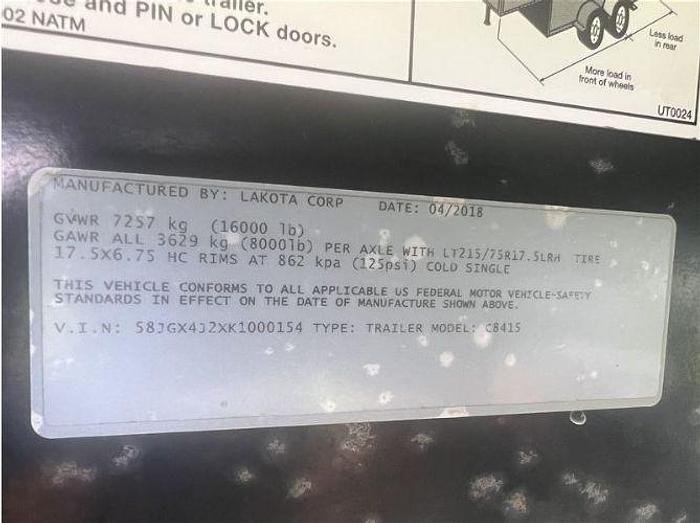 trailer.
and PIN or LOCK doors.
02 NATM
Less load
in rear
More load in
front of wheels
UT0024
MANUFACTURED BY: LAKOTA CORP DATE: 04/2018
GVWR 7257 kg (16000 lb)
GAWR ALL 3629 kg (8000lb) PER AXLE WITH LT215/75R17.5LRH TIRE
17.5X6.75 HC RIMS AT 862 kpa (125psi) COLD SINGLE
THIS VEHICLE CONFORMS TO ALL APPLICABLE US FEDERAL MOTOR VEHICLE-SAFETY
STANDARDS IN EFFECT ON THE DATE OF MANUFACTURE SHOWN ABOVE.
V.I.N: 58JGX4J2XK1000154 TYPE: TRAILER MODEL: C8415